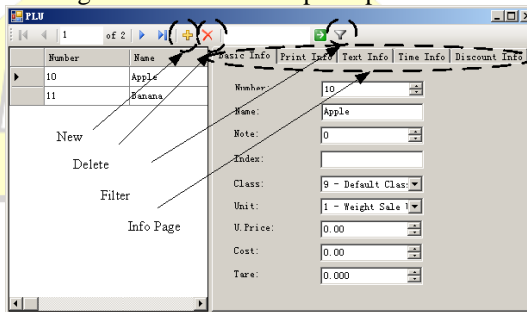 PLU
1 of 2
Number Name
10 Apple
11 Banana
New
Delete
Filter
Info Page
Basic Info Print Info Text Info Time Info Discount Info
Number: 10
Name: Apple
Note: 0
Index:
Class: 9 - Default Clas
Unit: 1 - Weight Sale
U.Price: 0.00
Cost: 0.00
Tare: 0.000